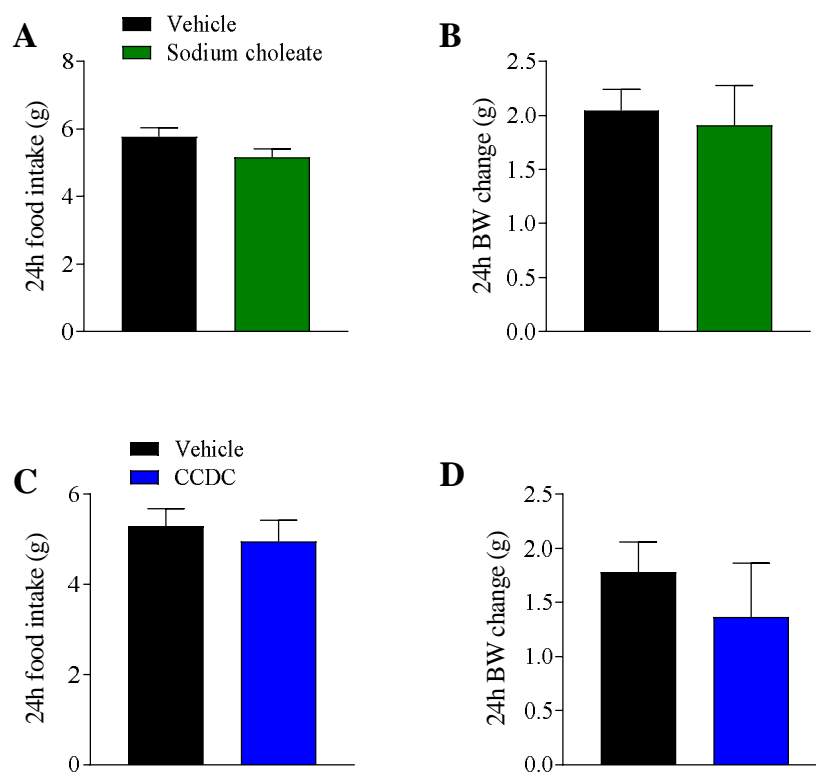 A
Vehicle
Sodium choleate
24h food intake (g)
8
6
4
2
0
B
24h BW change (g)
2.5
2.0
1.5
1.0
0.5
0.0
C
Vehicle
CCDC
24h food intake (g)
6
4
2
0
D
24h BW change (g)
2.5
2.0
1.5
1.0
0.5
0.0